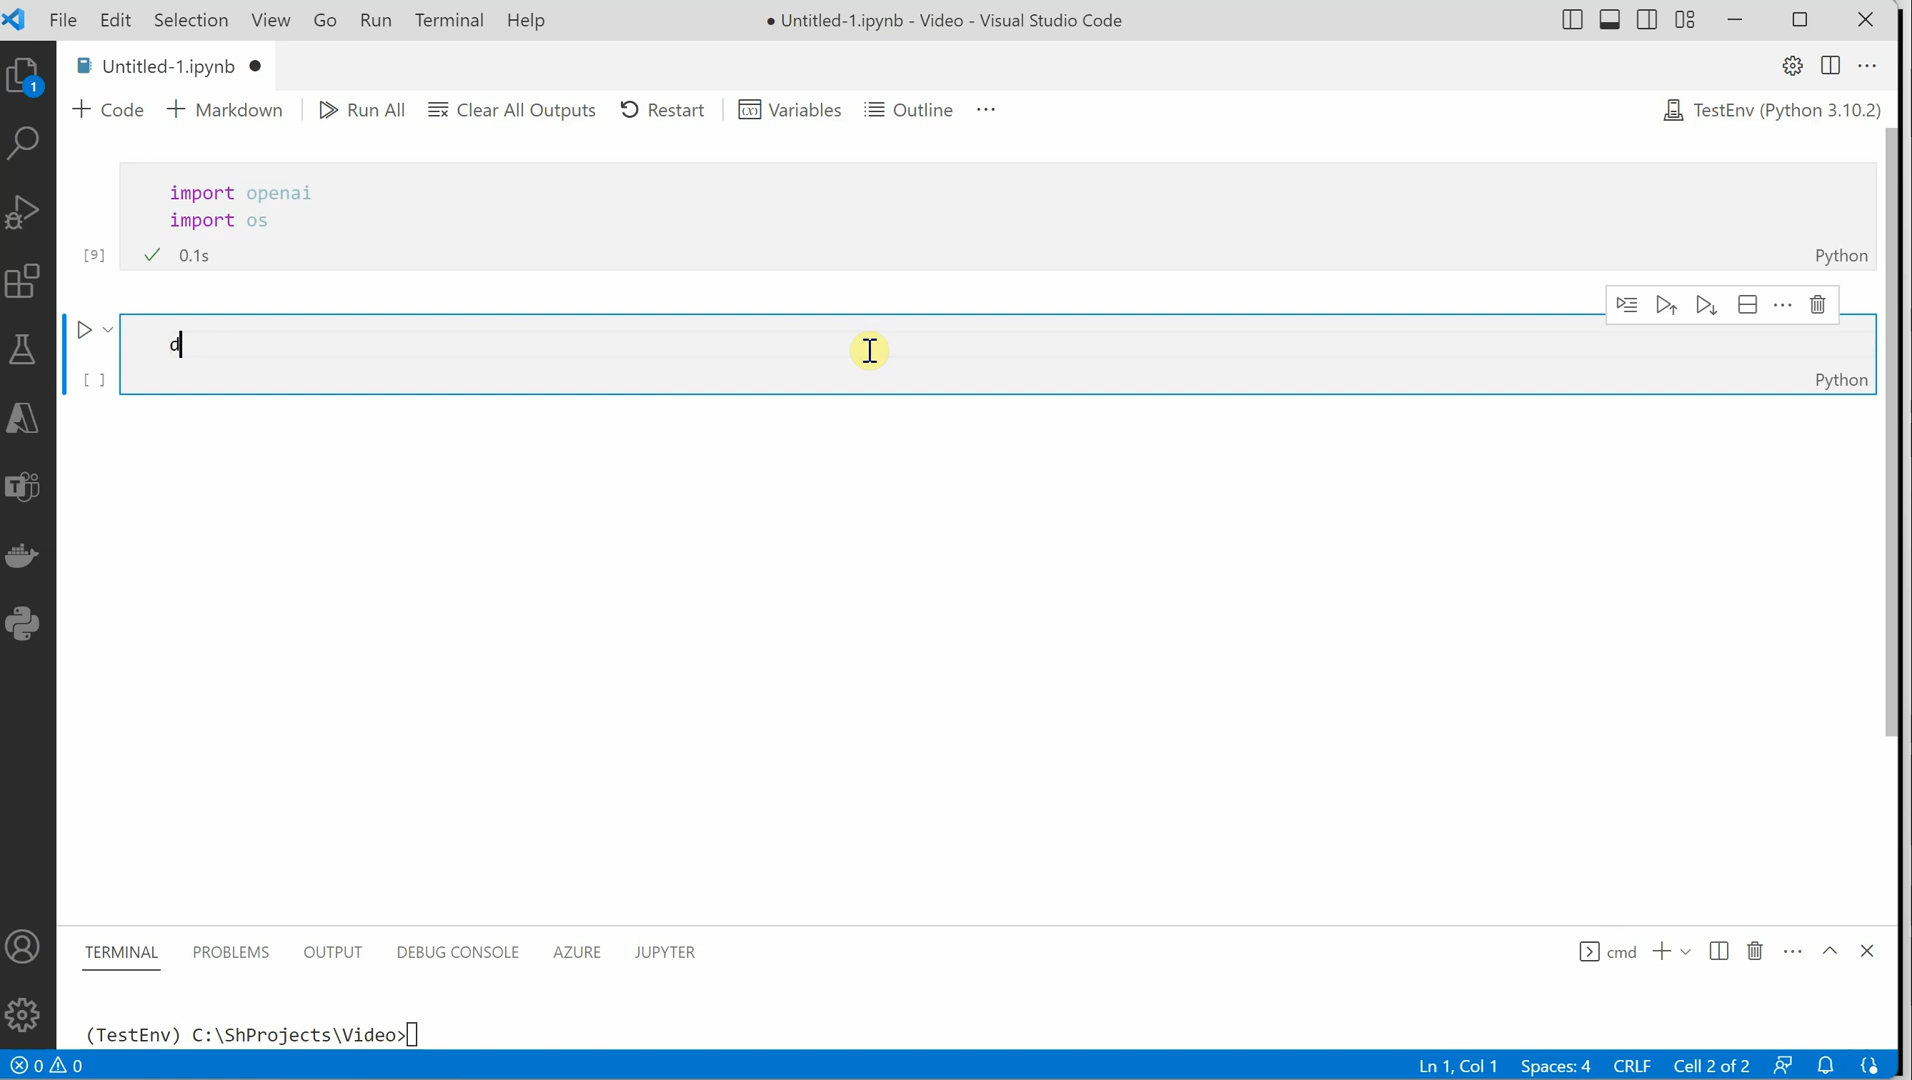 File Edit Selection View Go Run Terminal Help
● Untitled-1.ipynb - Video - Visual Studio Code
1
Untitled-1.ipynb ●
+ Code + Markdown Run All Clear All Outputs Restart (x) Variables Outline ...
TestEnv (Python 3.10.2)
import openai
import os
[9] ✓ 0.1s
Python
d
[ ]
Python
TERMINAL PROBLEMS OUTPUT DEBUG CONSOLE AZURE JUPYTER
cmd
(TestEnv) C:\ShProjects\Video>
0 0
Ln 1, Col 1 Spaces: 4 CRLF Cell 2 of 2